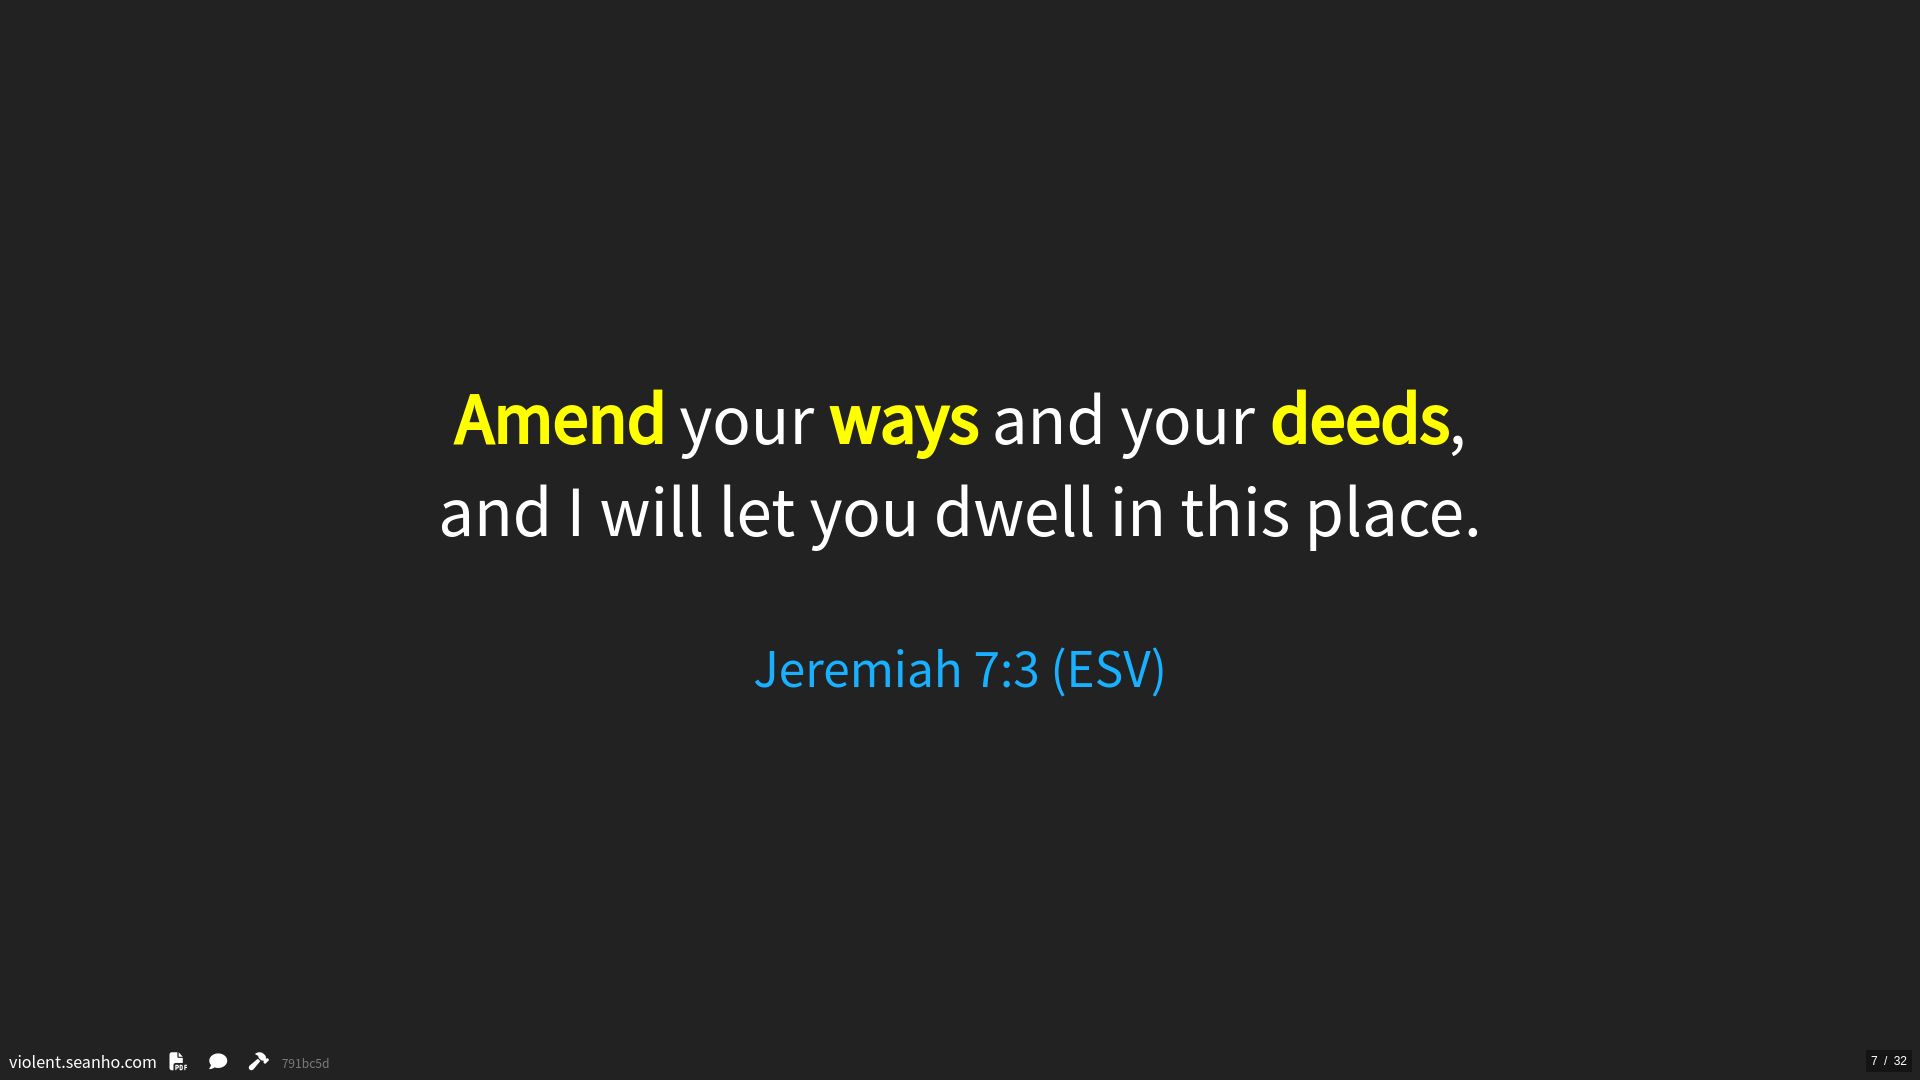 Amend your ways and your deeds,
and I will let you dwell in this place.
Jeremiah 7:3 (ESV)
violent.seanho.com PDF 791bc5d
7 / 32